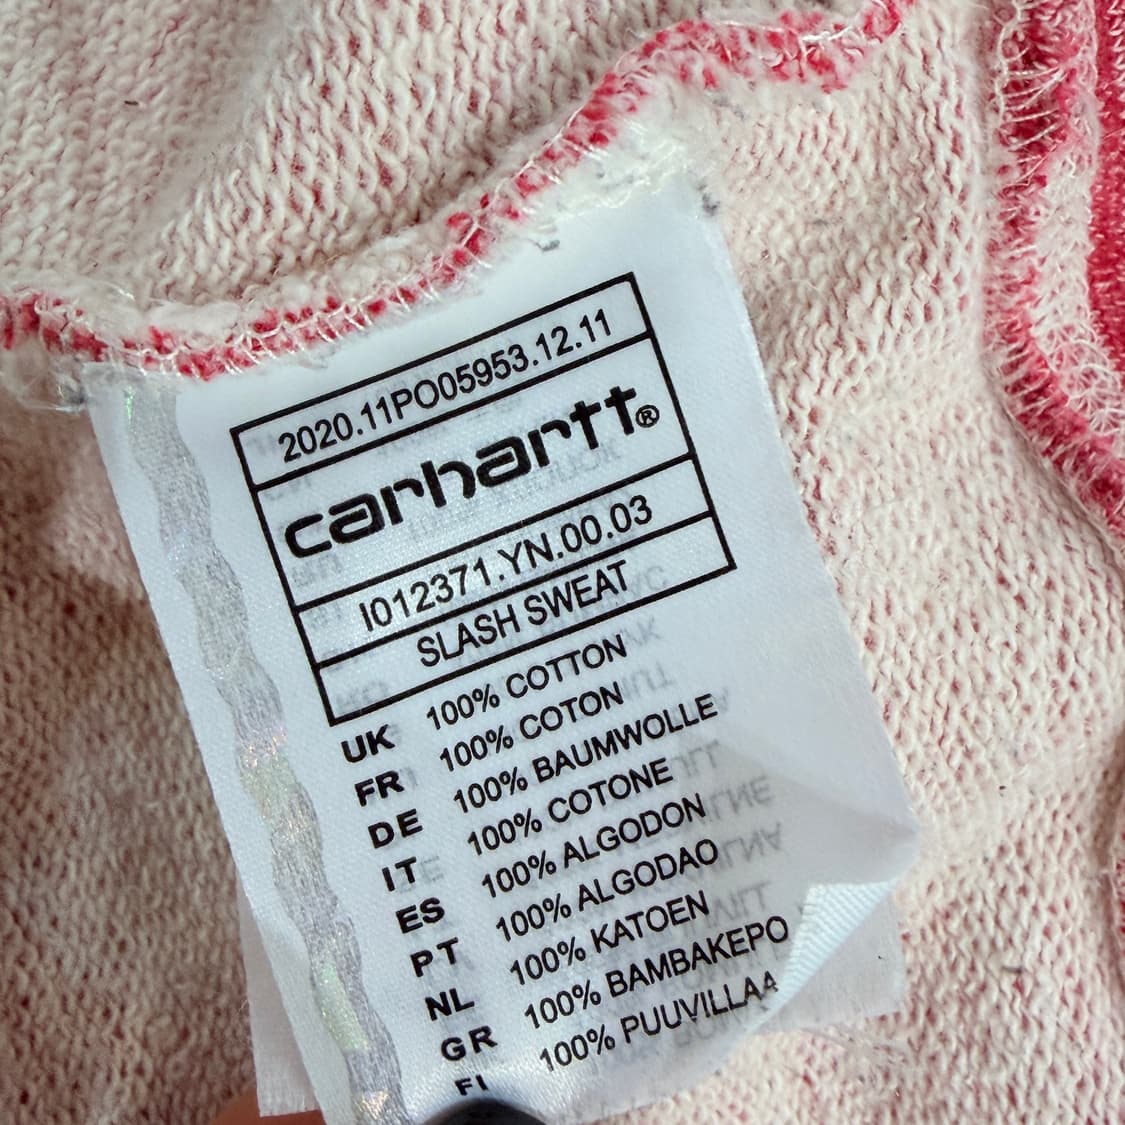 2020.11PO05953.12.11
carhartt®
I012371.YN.00.03
SLASH SWEAT
UK 100% COTTON
FR 100% COTON
DE 100% BAUMWOLLE
IT 100% COTONE
ES 100% ALGODON
PT 100% ALGODAO
NL 100% KATOEN
GR 100% BAMBAKEPO
FI 100% PUUVILLAA